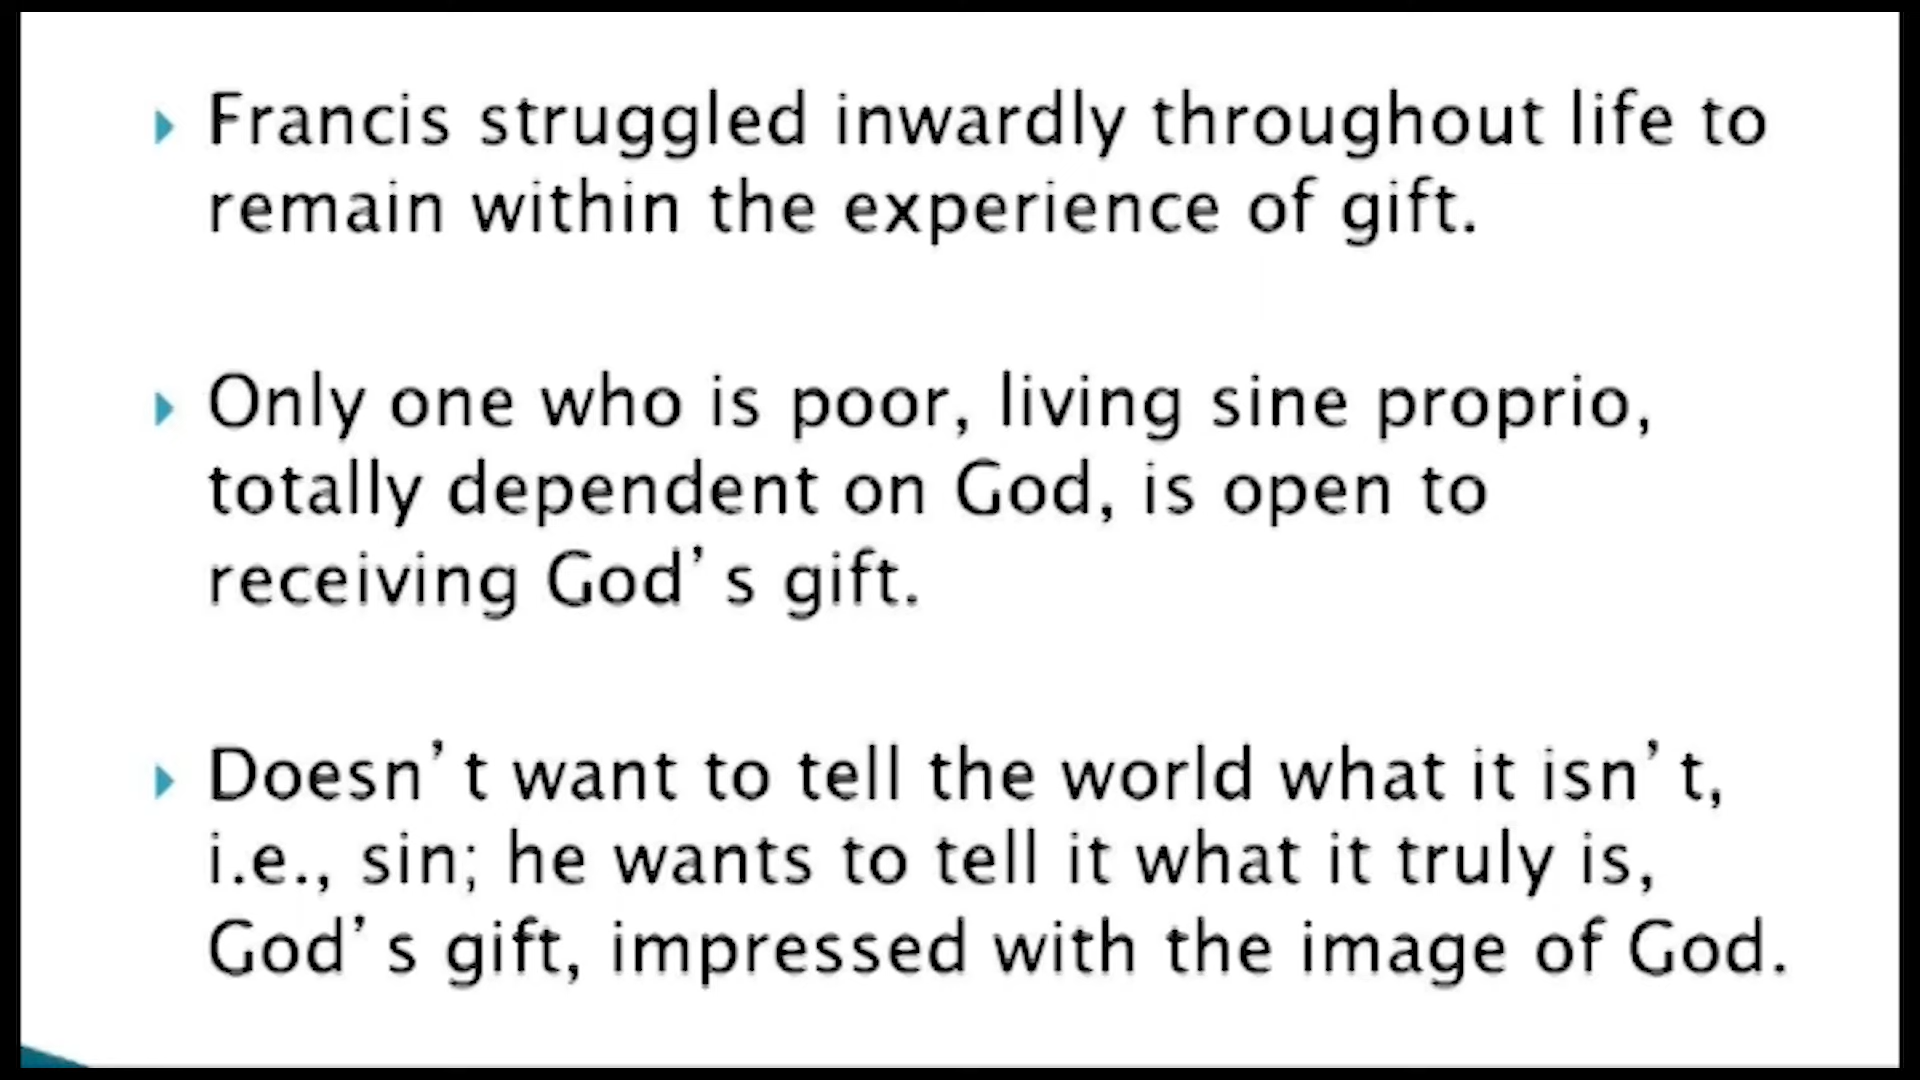 Francis struggled inwardly throughout life to
remain within the experience of gift.
Only one who is poor, living sine proprio,
totally dependent on God, is open to
receiving God’s gift.
Doesn’t want to tell the world what it isn’t,
i.e., sin; he wants to tell it what it truly is,
God’s gift, impressed with the image of God.